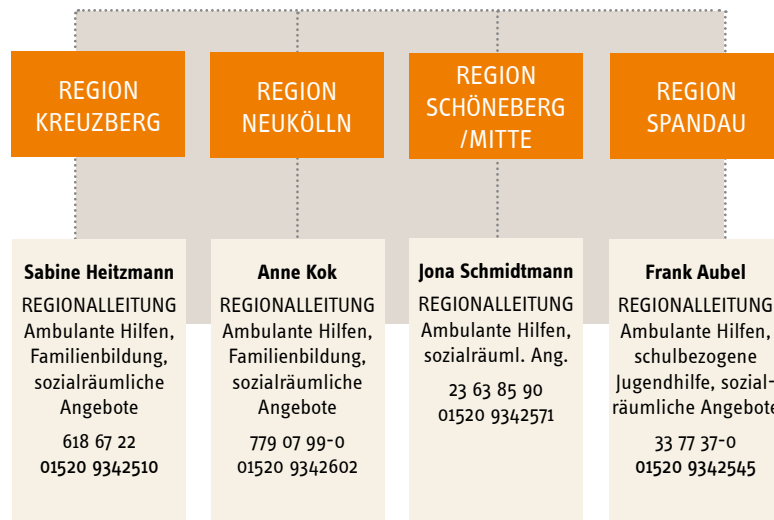 REGION
KREUZBERG
REGION
NEUKÖLLN
REGION
SCHÖNEBERG
/MITTE
REGION
SPANDAU
Sabine Heitzmann
REGIONALLEITUNG
Ambulante Hilfen,
Familienbildung,
sozialräumliche
Angebote
618 67 22
01520 9342510
Anne Kok
REGIONALLEITUNG
Ambulante Hilfen,
Familienbildung,
sozialräumliche
Angebote
779 07 99-0
01520 9342602
Jona Schmidtmann
REGIONALLEITUNG
Ambulante Hilfen,
sozialräuml. Ang.
23 63 85 90
01520 9342571
Frank Aubel
REGIONALLEITUNG
Ambulante Hilfen,
schulbezogene
Jugendhilfe, sozial-
räumliche Angebote
33 77 37-0
01520 9342545